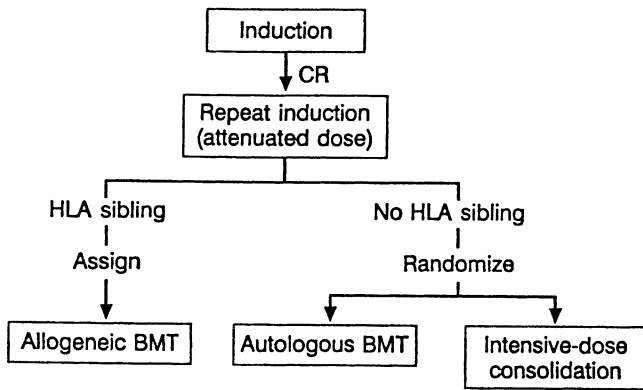 Induction
CR
Repeat induction
(attenuated dose)
HLA sibling
No HLA sibling
Assign
Randomize
Allogeneic BMT
Autologous BMT
Intensive-dose
consolidation